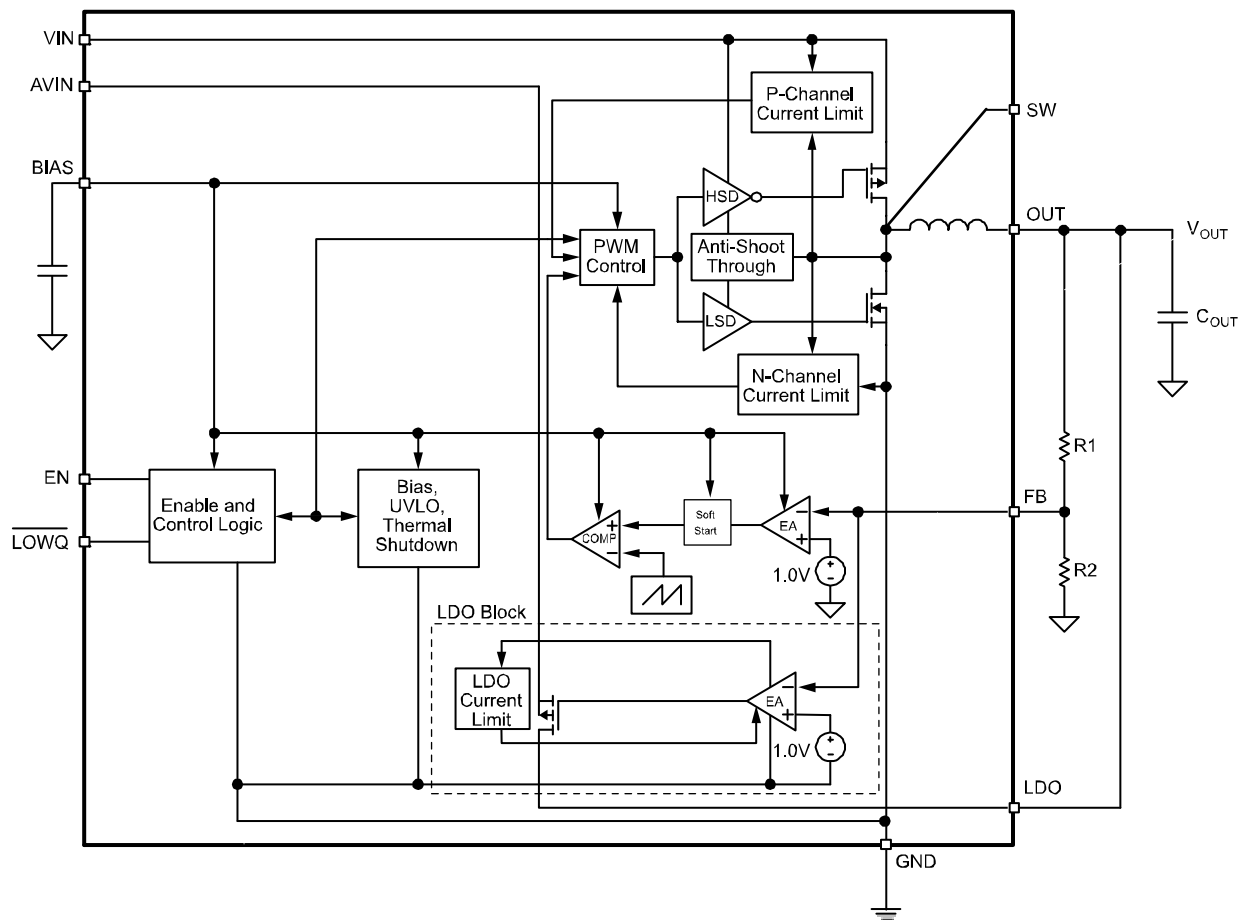 VIN
AVIN
P-Channel
Current Limit
SW
BIAS
HSD
OUT
V_OUT
PWM
Control
Anti-Shoot
Through
LSD
C_OUT
N-Channel
Current Limit
R1
EN
Enable and
Control Logic
Bias,
UVLO,
Thermal
Shutdown
Soft
Start
EA
−
+
FB
LOWQ
COMP
+
−
1.0V
+
−
R2
LDO Block
LDO
Current
Limit
EA
−
+
1.0V
+
−
LDO
GND